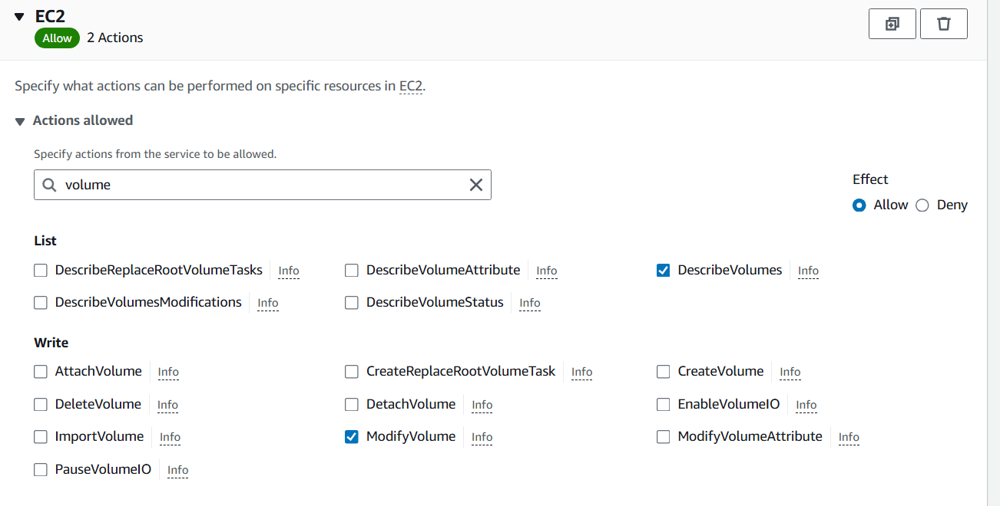 EC2
Allow 2 Actions
Specify what actions can be performed on specific resources in EC2.
Actions allowed
Specify actions from the service to be allowed.
volume
Effect
Allow Deny
List
DescribeReplaceRootVolumeTasks Info DescribeVolumeAttribute Info DescribeVolumes Info
DescribeVolumesModifications Info DescribeVolumeStatus Info
Write
AttachVolume Info CreateReplaceRootVolumeTask Info CreateVolume Info
DeleteVolume Info DetachVolume Info EnableVolumeIO Info
ImportVolume Info ModifyVolume Info ModifyVolumeAttribute Info
PauseVolumeIO Info